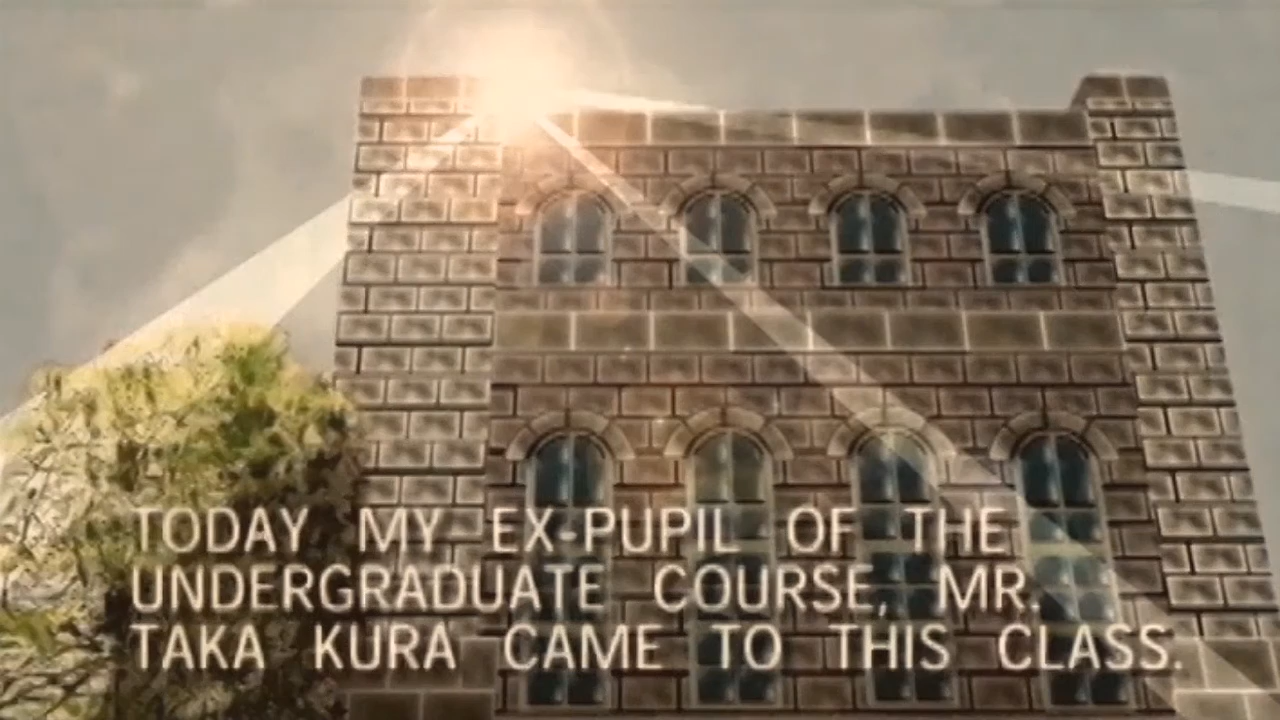 TODAY MY EX-PUPIL OF THE
UNDERGRADUATE COURSE, MR.
TAKA KURA CAME TO THIS CLASS.